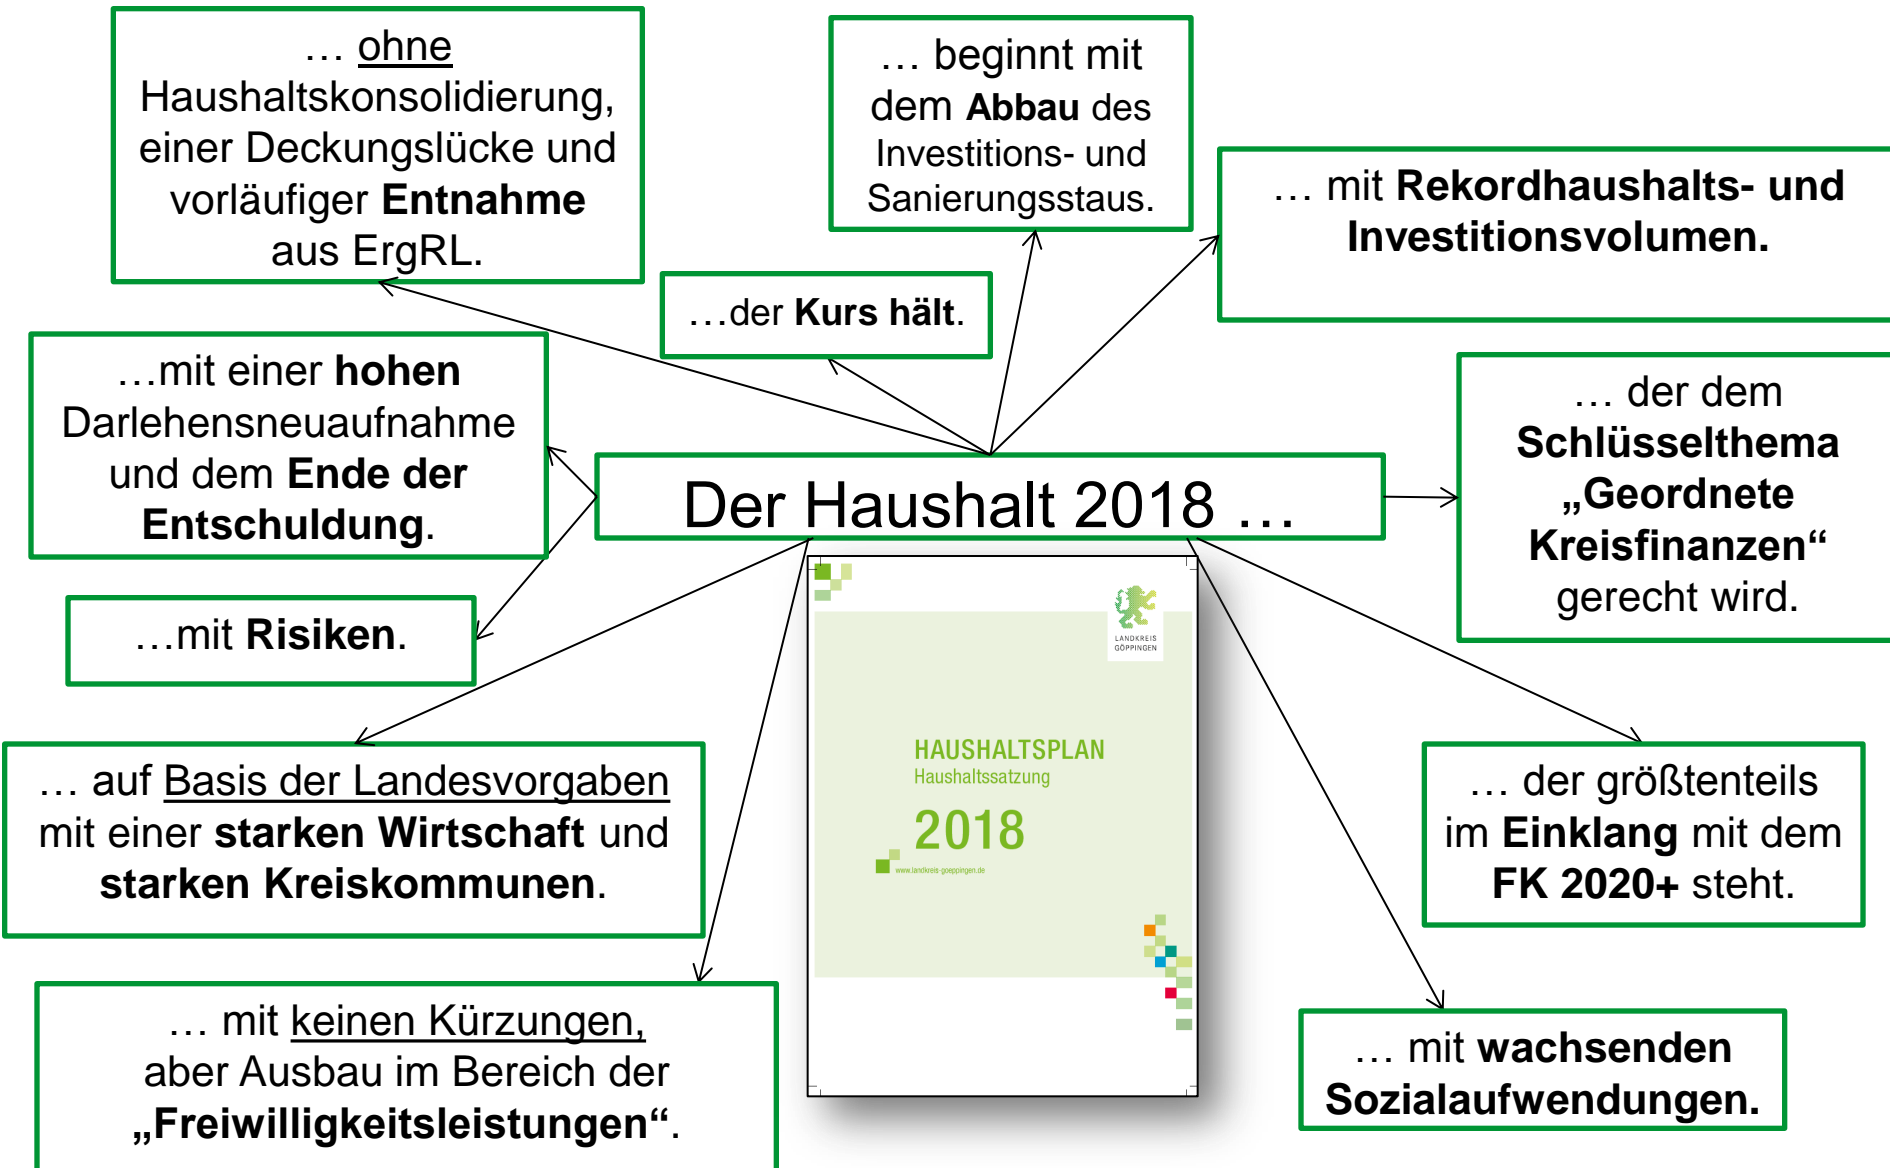 … ohne
Haushaltskonsolidierung,
einer Deckungslücke und
vorläufiger Entnahme
aus ErgRL.
… beginnt mit
dem Abbau des
Investitions- und
Sanierungsstaus.
… mit Rekordhaushalts- und
Investitionsvolumen.
…der Kurs hält.
…mit einer hohen
Darlehensneuaufnahme
und dem Ende der
Entschuldung.
… der dem
Schlüsselthema
„Geordnete
Kreisfinanzen“
gerecht wird.
Der Haushalt 2018 …
…mit Risiken.
LANDKREIS
GÖPPINGEN
HAUSHALTSPLAN
Haushaltssatzung
2018
www.landkreis-goeppingen.de
… auf Basis der Landesvorgaben
mit einer starken Wirtschaft und
starken Kreiskommunen.
… der größtenteils
im Einklang mit dem
FK 2020+ steht.
… mit keinen Kürzungen,
aber Ausbau im Bereich der
„Freiwilligkeitsleistungen“.
… mit wachsenden
Sozialaufwendungen.